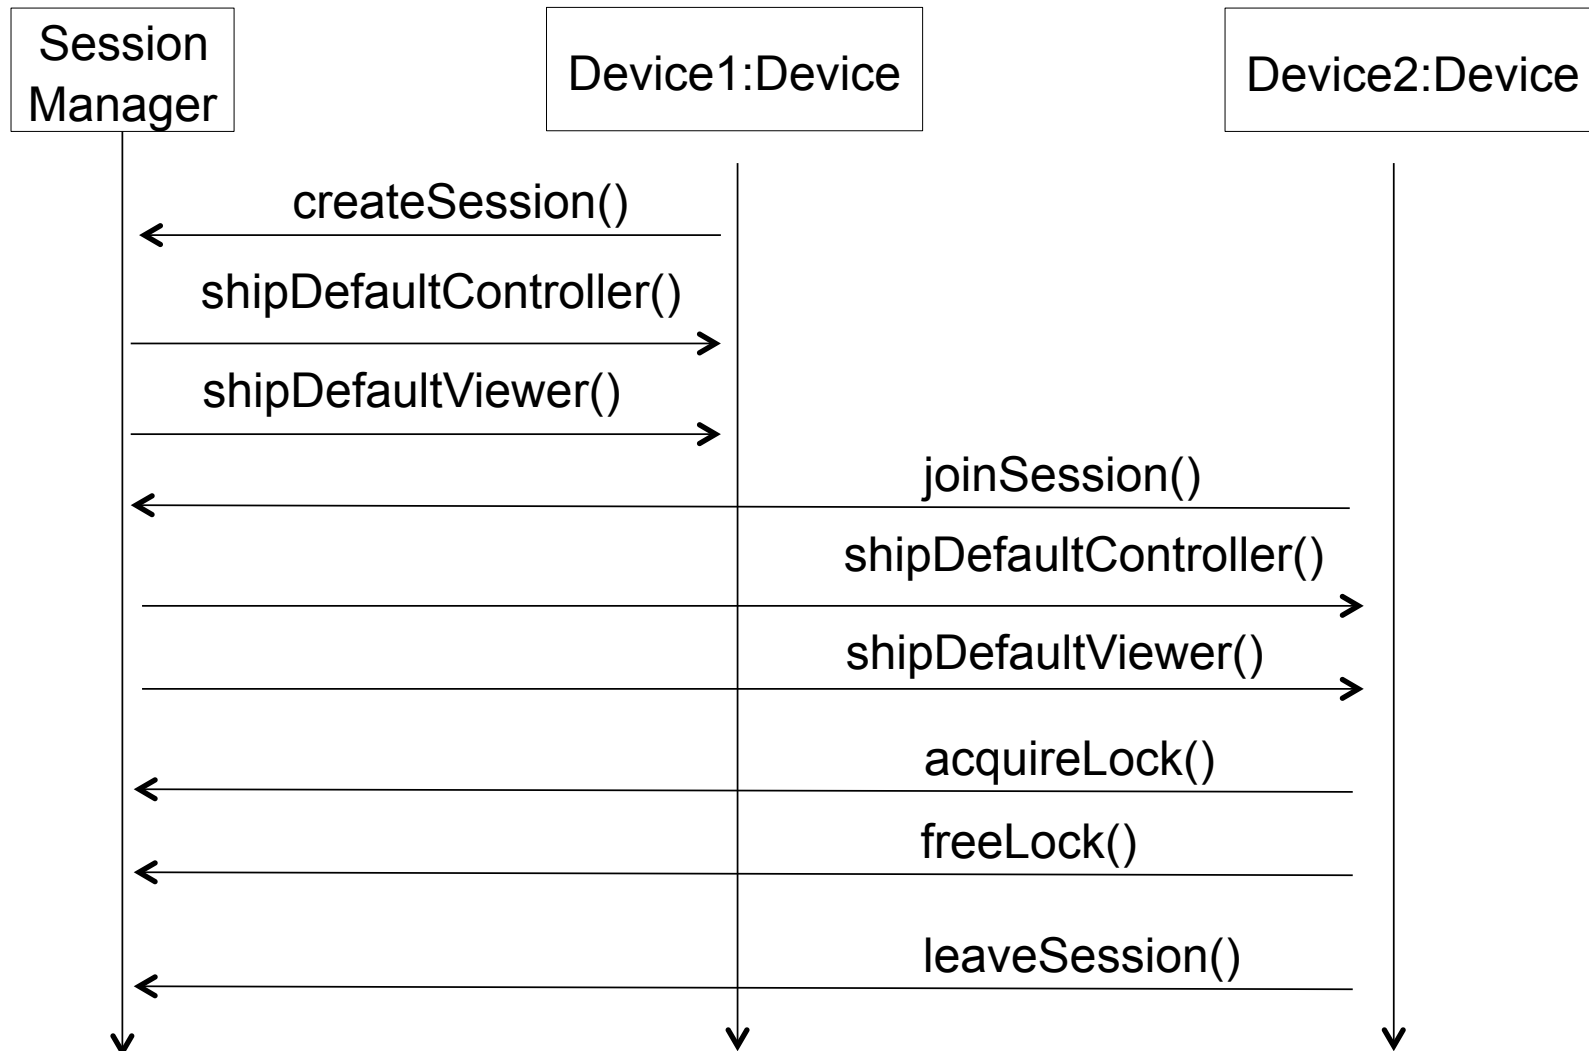 Session
Manager
Device1:Device
Device2:Device
createSession()
shipDefaultController()
shipDefaultViewer()
joinSession()
shipDefaultController()
shipDefaultViewer()
acquireLock()
freeLock()
leaveSession()